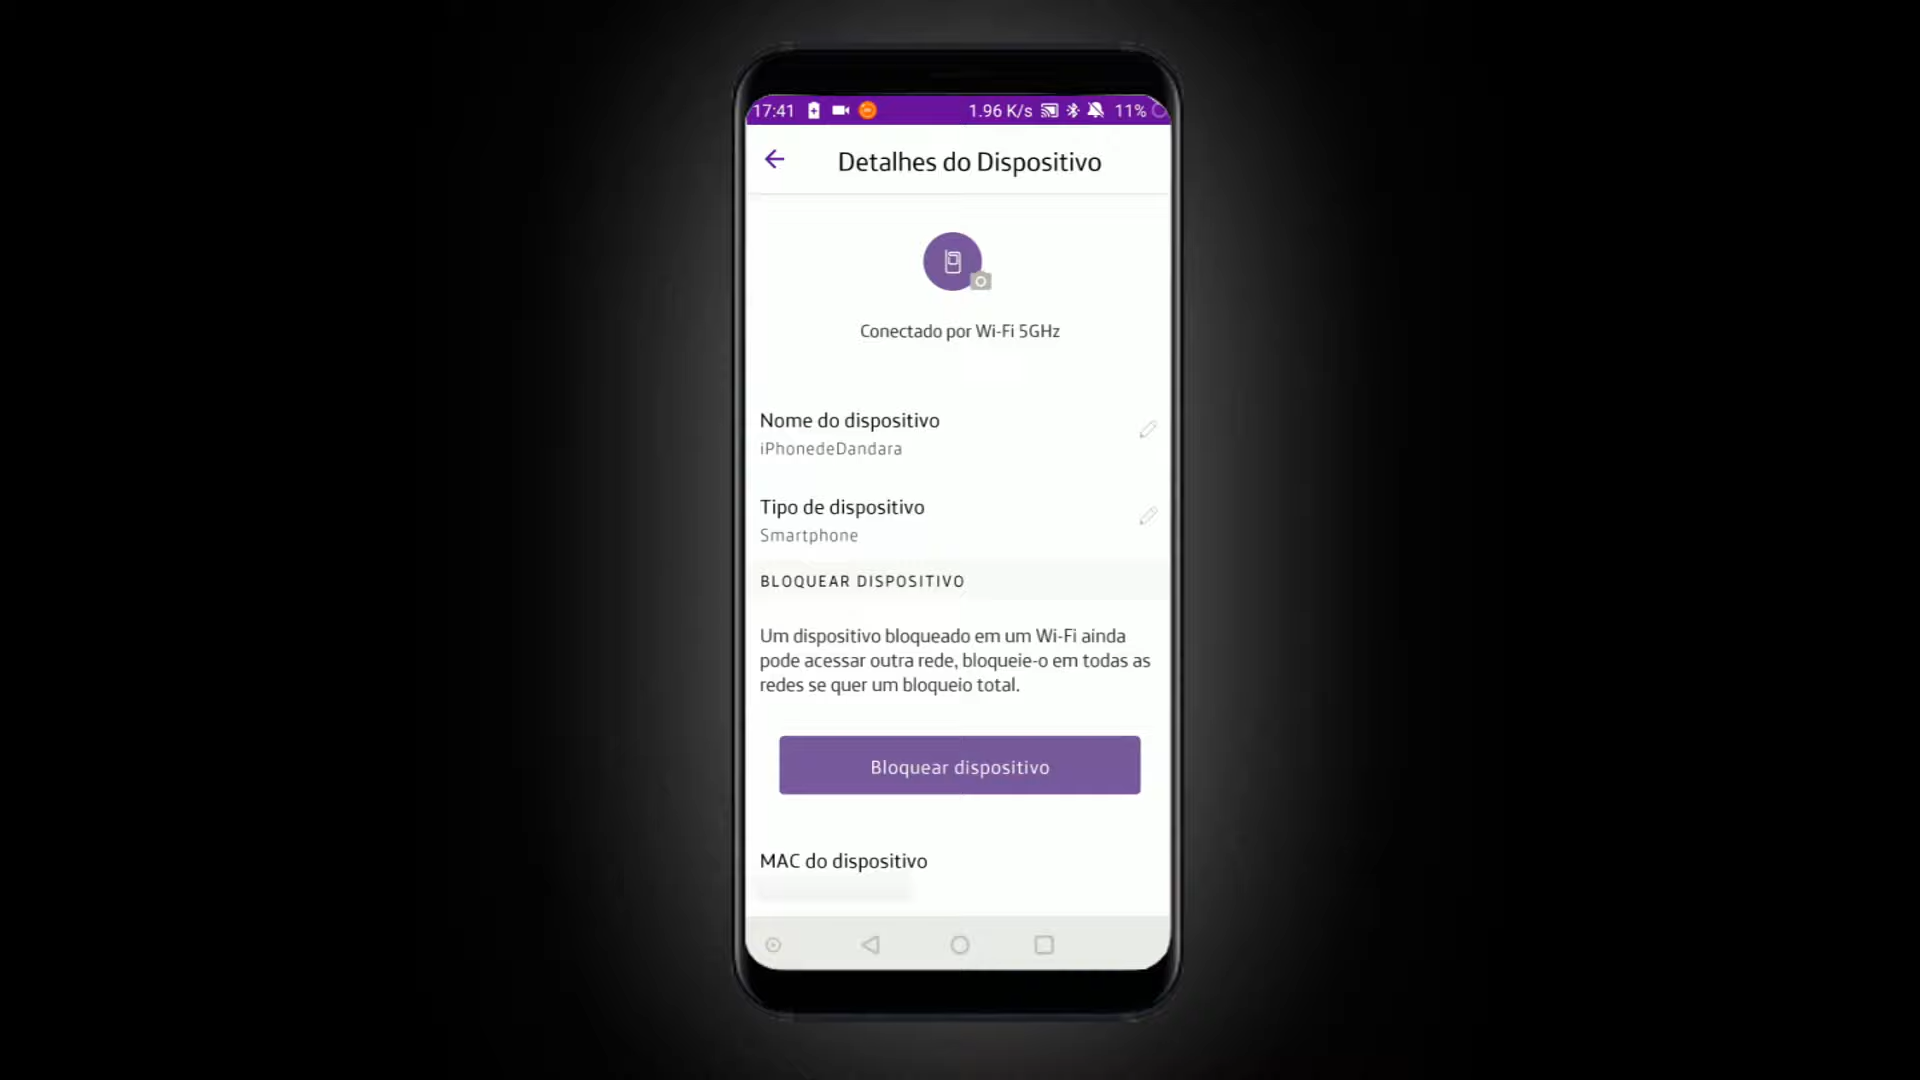 17:41 1.96 K/s 11%
Detalhes do Dispositivo
Conectado por Wi-Fi 5GHz
Nome do dispositivo
iPhonedeDandara
Tipo de dispositivo
Smartphone
BLOQUEAR DISPOSITIVO
Um dispositivo bloqueado em um Wi-Fi ainda
pode acessar outra rede, bloqueie-o em todas as
redes se quer um bloqueio total.
Bloquear dispositivo
MAC do dispositivo